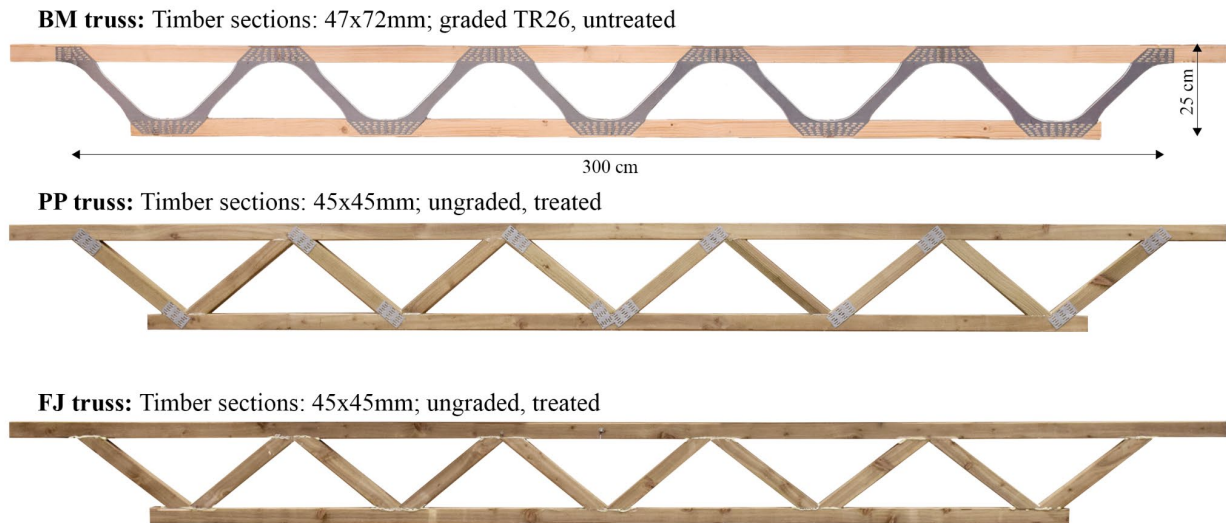 BM truss: Timber sections: 47x72mm; graded TR26, untreated
25 cm
300 cm
PP truss: Timber sections: 45x45mm; ungraded, treated
FJ truss: Timber sections: 45x45mm; ungraded, treated